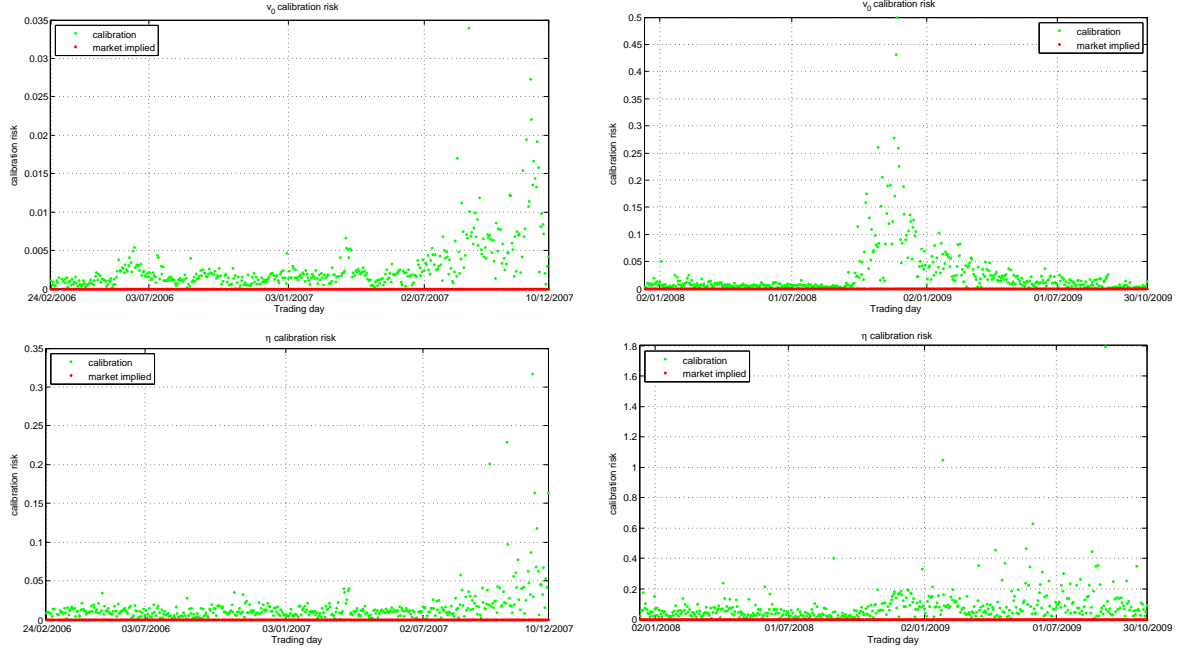 v₀ calibration risk
0.035
0.03
0.025
0.02
0.015
0.01
0.005
0
calibration risk
calibration
market implied
24/02/2006
03/07/2006
03/01/2007
02/07/2007
10/12/2007
Trading day
v₀ calibration risk
0.5
0.45
0.4
0.35
0.3
0.25
0.2
0.15
0.1
0.05
0
calibration risk
calibration
market implied
02/01/2008
01/07/2008
02/01/2009
01/07/2009
30/10/2009
Trading day
η calibration risk
0.35
0.3
0.25
0.2
0.15
0.1
0.05
0
calibration risk
calibration
market implied
24/02/2006
03/07/2006
03/01/2007
02/07/2007
10/12/2007
Trading day
η calibration risk
1.8
1.6
1.4
1.2
1
0.8
0.6
0.4
0.2
0
calibration risk
calibration
market implied
02/01/2008
01/07/2008
02/01/2009
01/07/2009
30/10/2009
Trading day